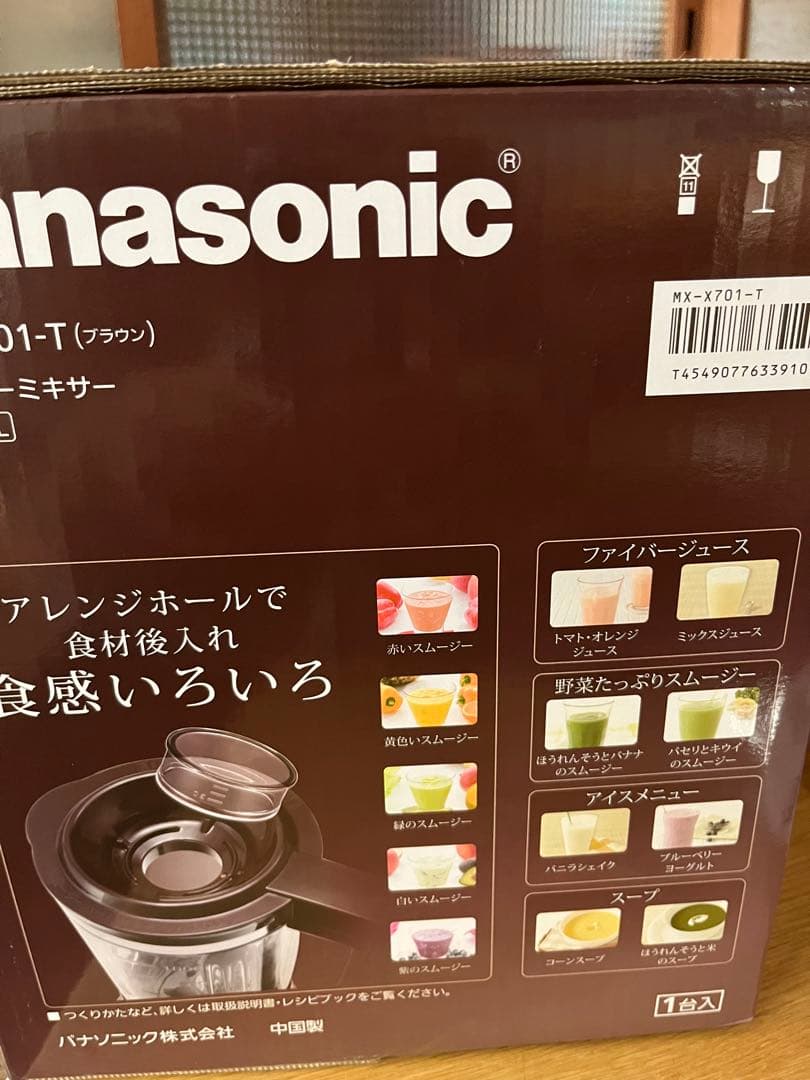 anasonic®
11
01-T(ブラウン)
MX-X701-T
T4549077633910
ーミキサー
L
アレンジホールで
食材後入れ
食感いろいろ
赤いスムージー
黄色いスムージー
緑のスムージー
白いスムージー
紫のスムージー
ファイバージュース
トマト・オレンジ
ジュース
ミックスジュース
野菜たっぷりスムージー
ほうれんそうとバナナ
のスムージー
パセリとキウイ
のスムージー
アイスメニュー
バニラシェイク
ブルーベリー
ヨーグルト
スープ
コーンスープ
ほうれんそうと米
のスープ
■つくりかたなど、詳しくは取扱説明書・レシピブックをご覧ください。
パナソニック株式会社 中国製
1台入